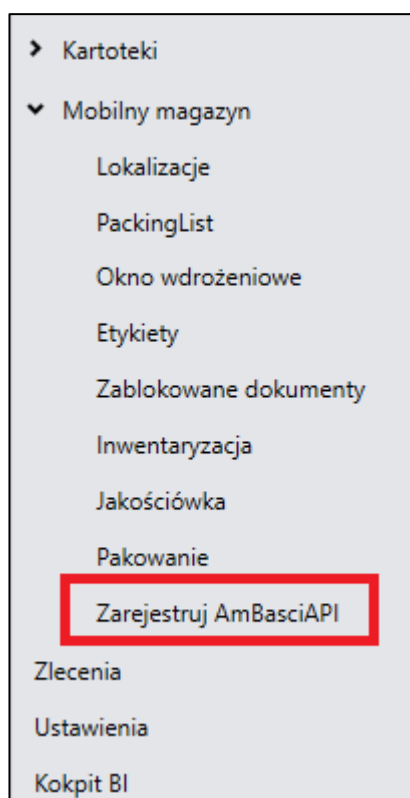 Kartoteki
Mobilny magazyn
Lokalizacje
PackingList
Okno wdrożeniowe
Etykiety
Zablokowane dokumenty
Inwentaryzacja
Jakościówka
Pakowanie
Zarejestruj AmBasciAPI
Zlecenia
Ustawienia
Kokpit BI